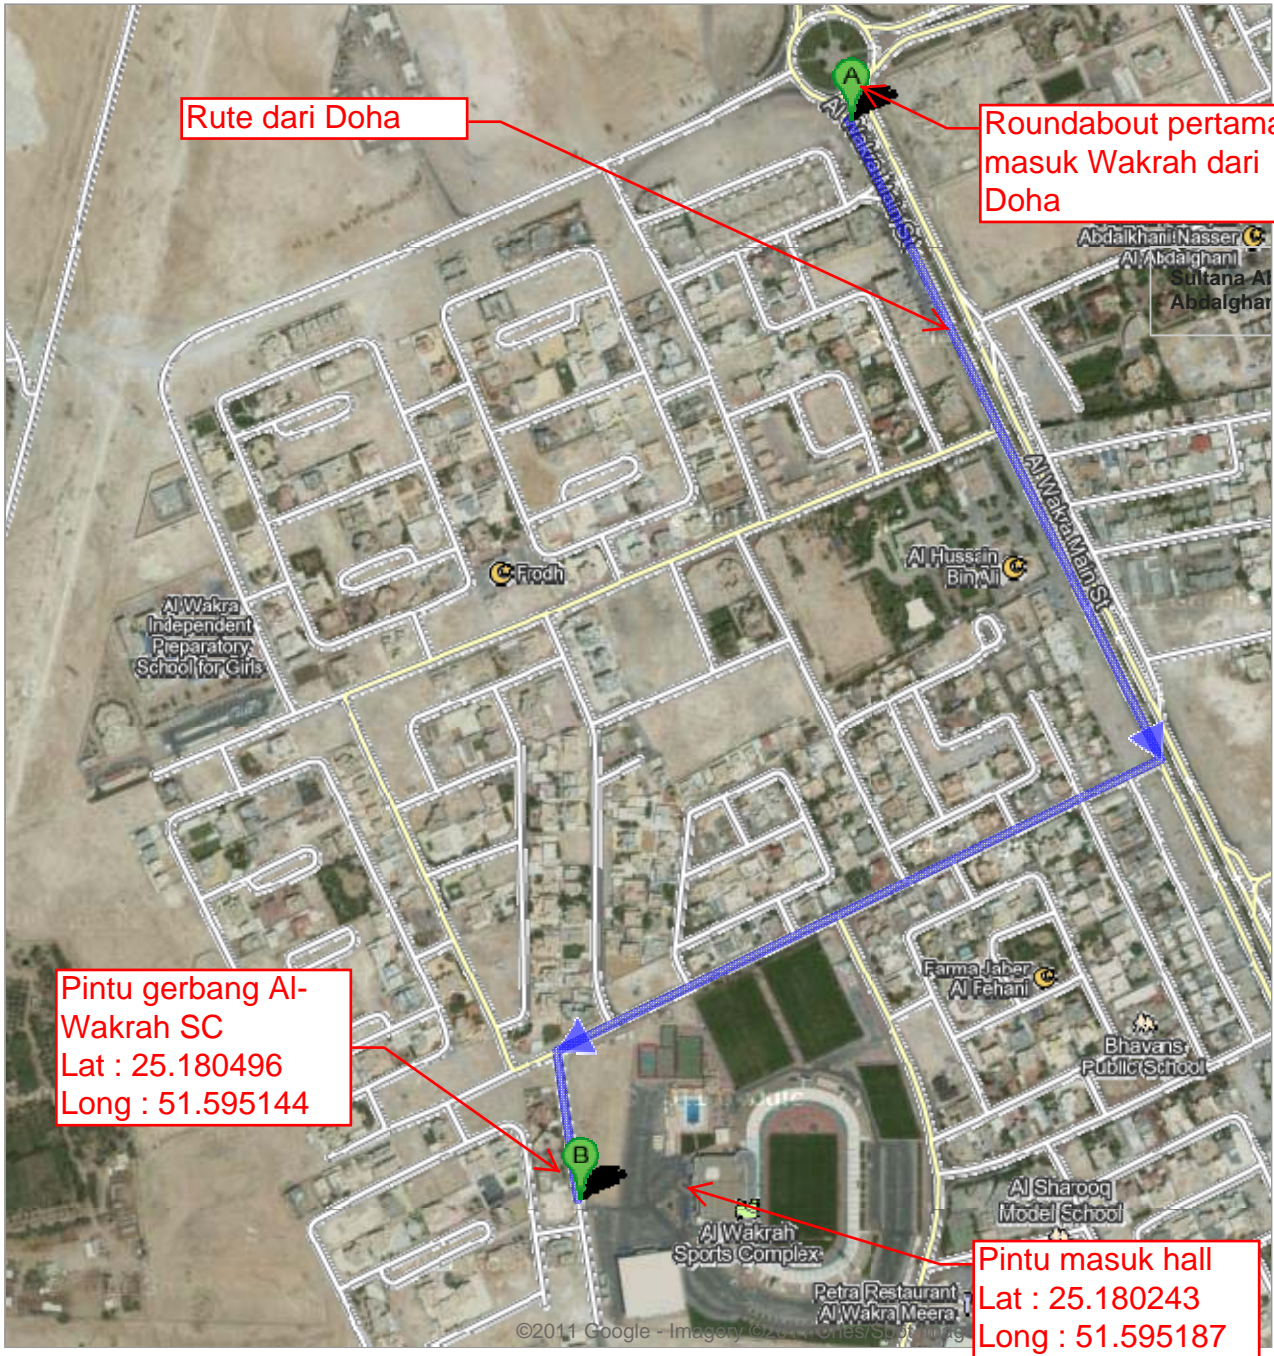 A
Rute dari Doha
Roundabout pertama
masuk Wakrah dari
Doha
Al Wakra Main St
Abdalkhani Nasser
Al Abdalghani
Sultana Al
Abdalghan
Al Wakra Main St
Al Hussain
Bin Ali
Frodh
Al Wakra
Independent
Preparatory
School for Girls
Farma Jaber
Al Fehani
Pintu gerbang Al-
Wakrah SC
Lat : 25.180496
Long : 51.595144
Bhavans
Public School
B
Al Sharooq
Model School
Al Wakrah
Sports Complex
Pintu masuk hall
Lat : 25.180243
Long : 51.595187
Petra Restaurant
Al Wakra Meera
©2011 Google - Imagery